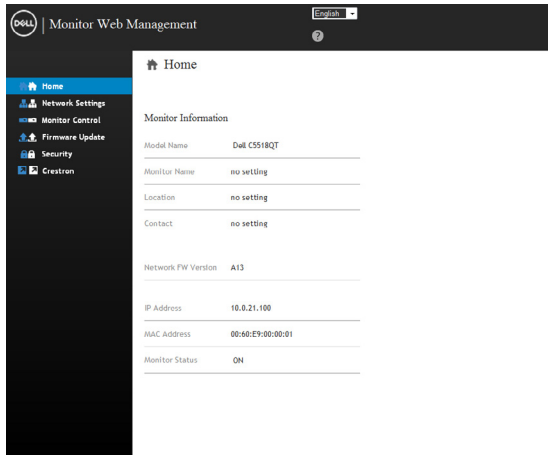 DELL | Monitor Web Management
English
?
Home
Network Settings
Monitor Control
Firmware Update
Security
Crestron
Home
Monitor Information
Model Name Dell C5518QT
Monitor Name no setting
Location no setting
Contact no setting
Network FW Version A13
IP Address 10.0.21.100
MAC Address 00:60:E9:00:00:01
Monitor Status ON